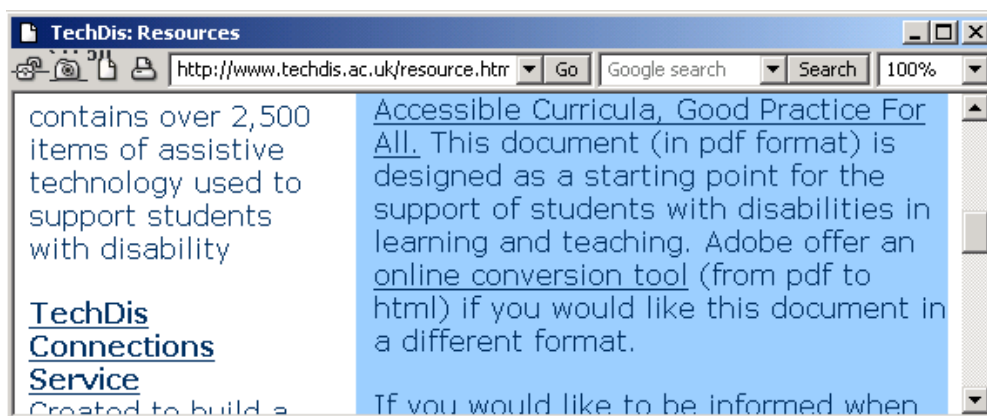 TechDis: Resources
http://www.techdis.ac.uk/resource.htm Go Google search Search 100%
contains over 2,500
items of assistive
technology used to
support students
with disability
TechDis
Connections
Service
Created to build a
Accessible Curricula, Good Practice For
All. This document (in pdf format) is
designed as a starting point for the
support of students with disabilities in
learning and teaching. Adobe offer an
online conversion tool (from pdf to
html) if you would like this document in
a different format.
If you would like to be informed when